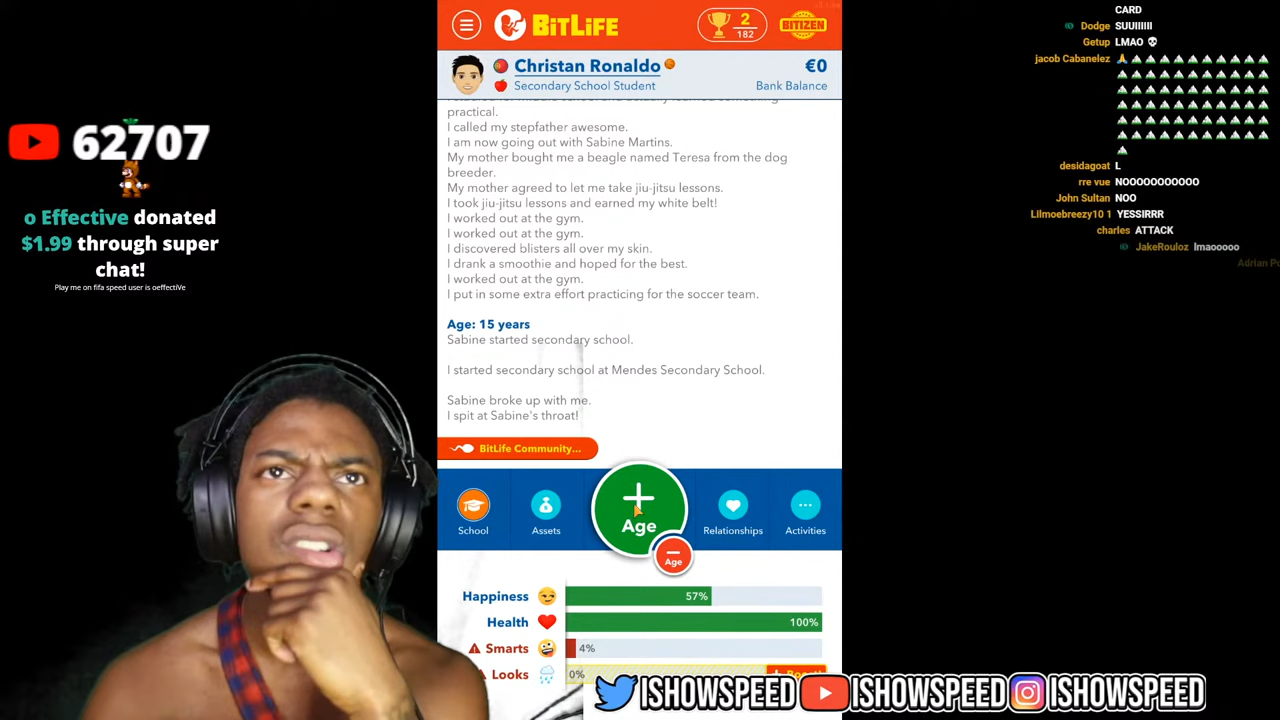 BitLife
2
182
BITIZEN
Christan Ronaldo
Secondary School Student
€0
Bank Balance
practical.
I called my stepfather awesome.
I am now going out with Sabine Martins.
My mother bought me a beagle named Teresa from the dog
breeder.
My mother agreed to let me take jiu-jitsu lessons.
I took jiu-jitsu lessons and earned my white belt!
I worked out at the gym.
I worked out at the gym.
I discovered blisters all over my skin.
I drank a smoothie and hoped for the best.
I worked out at the gym.
I put in some extra effort practicing for the soccer team.
Age: 15 years
Sabine started secondary school.
I started secondary school at Mendes Secondary School.
Sabine broke up with me.
I spit at Sabine's throat!
BitLife Community...
School
Assets
Age
Age
Relationships
Activities
Happiness
57%
Health
100%
Smarts
4%
Looks
0%
62707
o Effective donated
$1.99 through super
chat!
Play me on fifa speed user is oeffectiVe
CARD
Dodge SUUIIIIII
Getup LMAO
jacob Cabanelez
desidagoat L
rre vue NOOOOOOOOOO
John Sultan NOO
Lilmoebreezy10 1 YESSIRRR
charles ATTACK
JakeRouloz lmaooooo
ISHOWSPEED
ISHOWSPEED
ISHOWSPEED